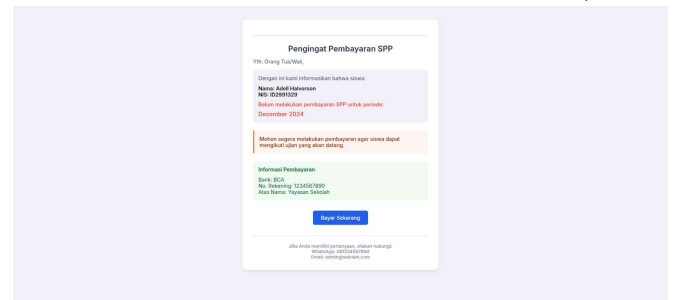 Pengingat Pembayaran SPP
Yth. Orang Tua/Wali,
Dengan ini kami informasikan bahwa siswa:
Nama: Adell Halvorson
NIS: ID2991329
Belum melakukan pembayaran SPP untuk periode:
December 2024
Mohon segera melakukan pembayaran agar siswa dapat
mengikuti ujian yang akan datang.
Informasi Pembayaran
Bank: BCA
No. Rekening: 1234567890
Atas Nama: Yayasan Sekolah
Bayar Sekarang
Jika Anda memiliki pertanyaan, silakan hubungi:
WhatsApp: 081234567890
Email: admin@sekolah.com